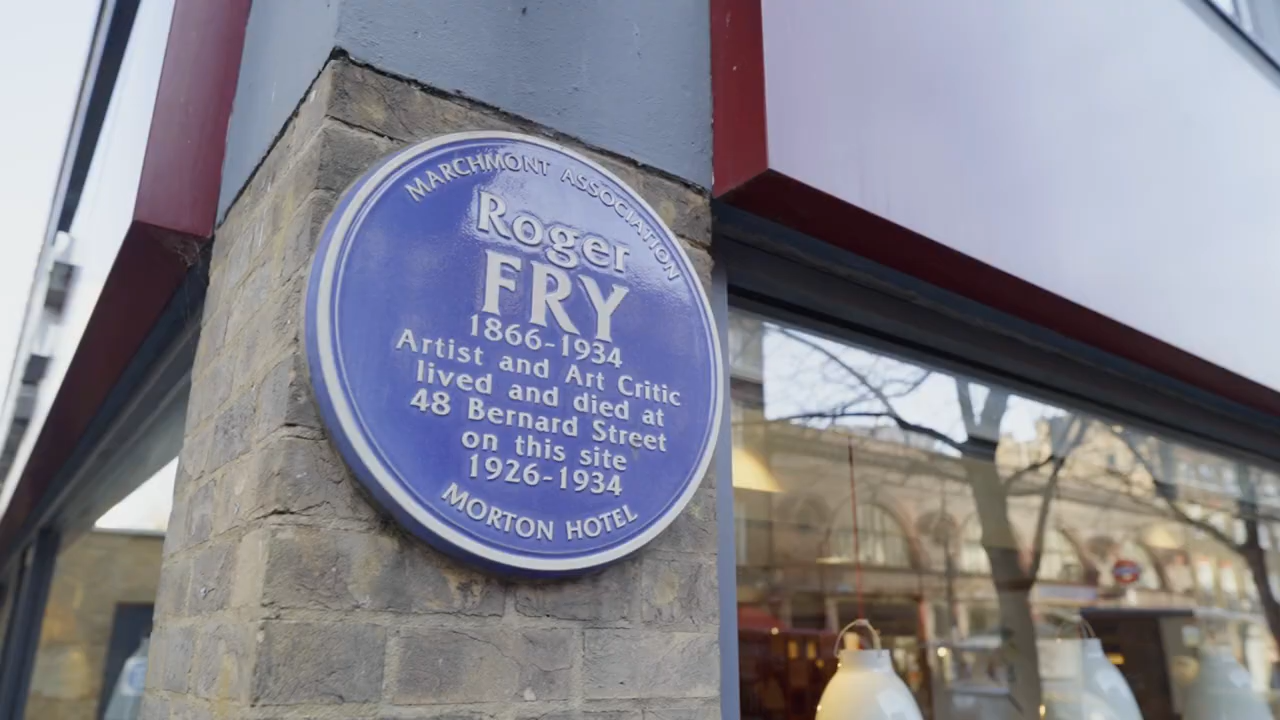 MARCHMONT ASSOCIATION
Roger
FRY
1866-1934
Artist and Art Critic
lived and died at
48 Bernard Street
on this site
1926-1934
MORTON HOTEL